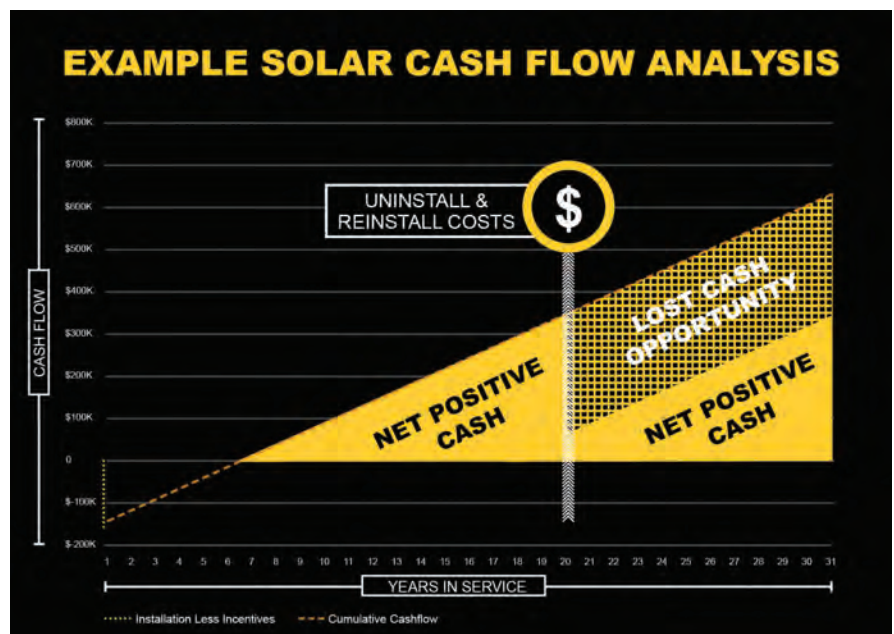 EXAMPLE SOLAR CASH FLOW ANALYSIS
$800K
$700K
$600K
$500K
$400K
$300K
$200K
$100K
0
$-100K
$-200K
CASH FLOW
UNINSTALL &
REINSTALL COSTS
$
LOST CASH
OPPORTUNITY
NET POSITIVE
CASH
NET POSITIVE
CASH
1 2 3 4 5 6 7 8 9 10 11 12 13 14 15 16 17 18 19 20 21 22 23 24 25 26 27 28 29 30 31
YEARS IN SERVICE
Installation Less Incentives
Cumulative Cashflow